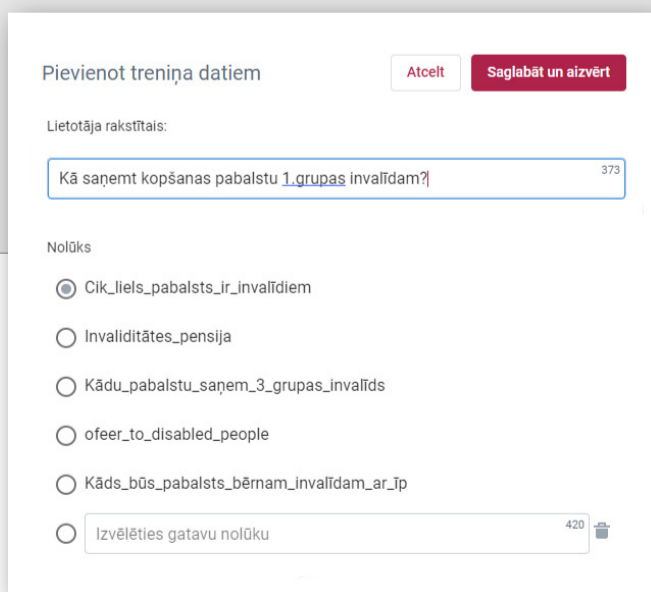 Pievienot treniņa datiem
Atcelt
Saglabāt un aizvērt
Lietotāja rakstītais:
Kā saņemt kopšanas pabalstu 1.grupas invalīdam?
373
Nolūks
Cik_liels_pabalsts_ir_invalīdiem
Invaliditātes_pensija
Kādu_pabalstu_saņem_3_grupas_invalīds
ofeer_to_disabled_people
Kāds_būs_pabalsts_bērnam_invalīdam_ar_īp
Izvēlēties gatavu nolūku
420